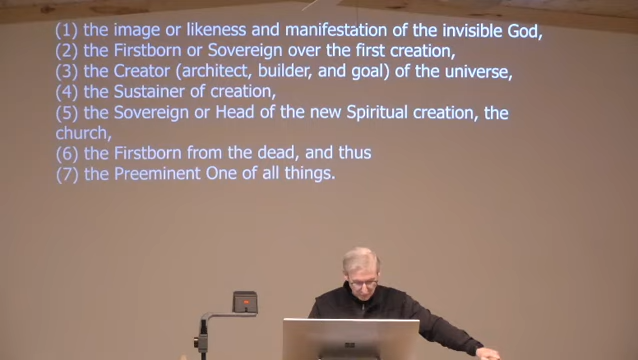 (1) the image or likeness and manifestation of the invisible God,
(2) the Firstborn or Sovereign over the first creation,
(3) the Creator (architect, builder, and goal) of the universe,
(4) the Sustainer of creation,
(5) the Sovereign or Head of the new Spiritual creation, the
church,
(6) the Firstborn from the dead, and thus
(7) the Preeminent One of all things.